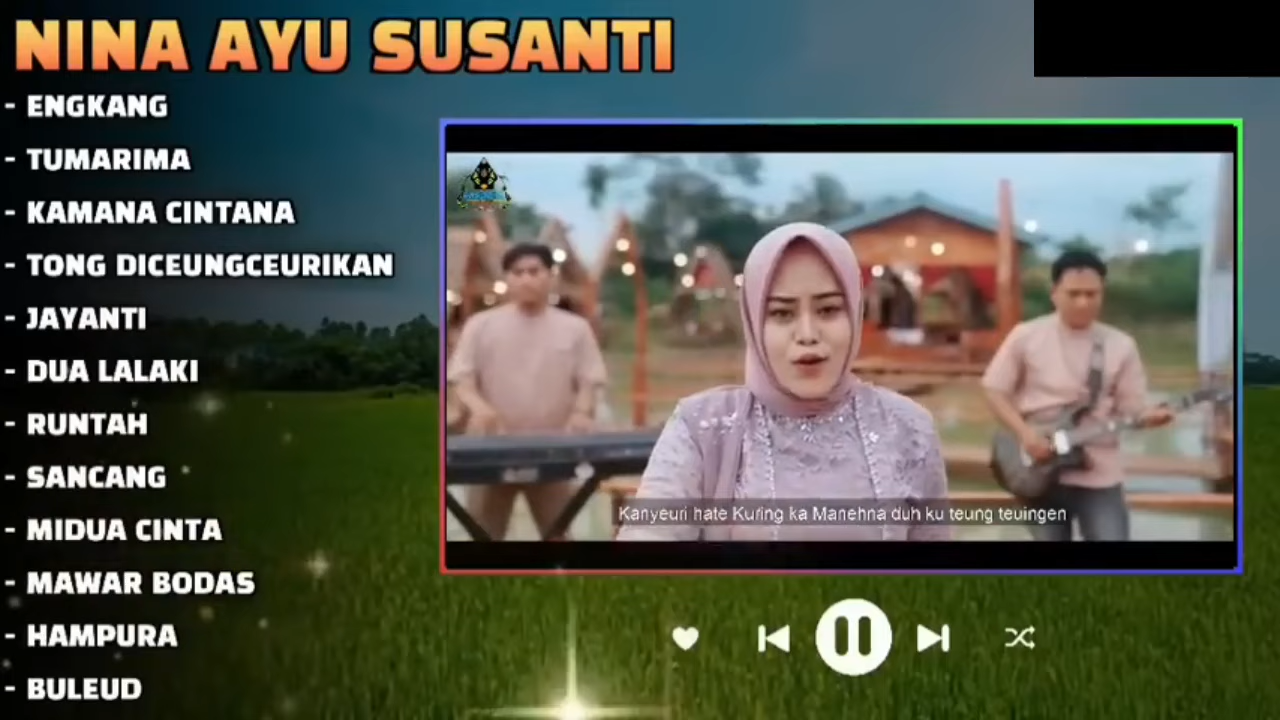 NINA AYU SUSANTI
- ENGKANG
- TUMARIMA
- KAMANA CINTANA
- TONG DICEUNGCEURIKAN
- JAYANTI
- DUA LALAKI
- RUNTAH
- SANCANG
- MIDUA CINTA
- MAWAR BODAS
- HAMPURA
- BULEUD
Kanyeuri hate Kuring ka Manehna duh ku teung teuingen